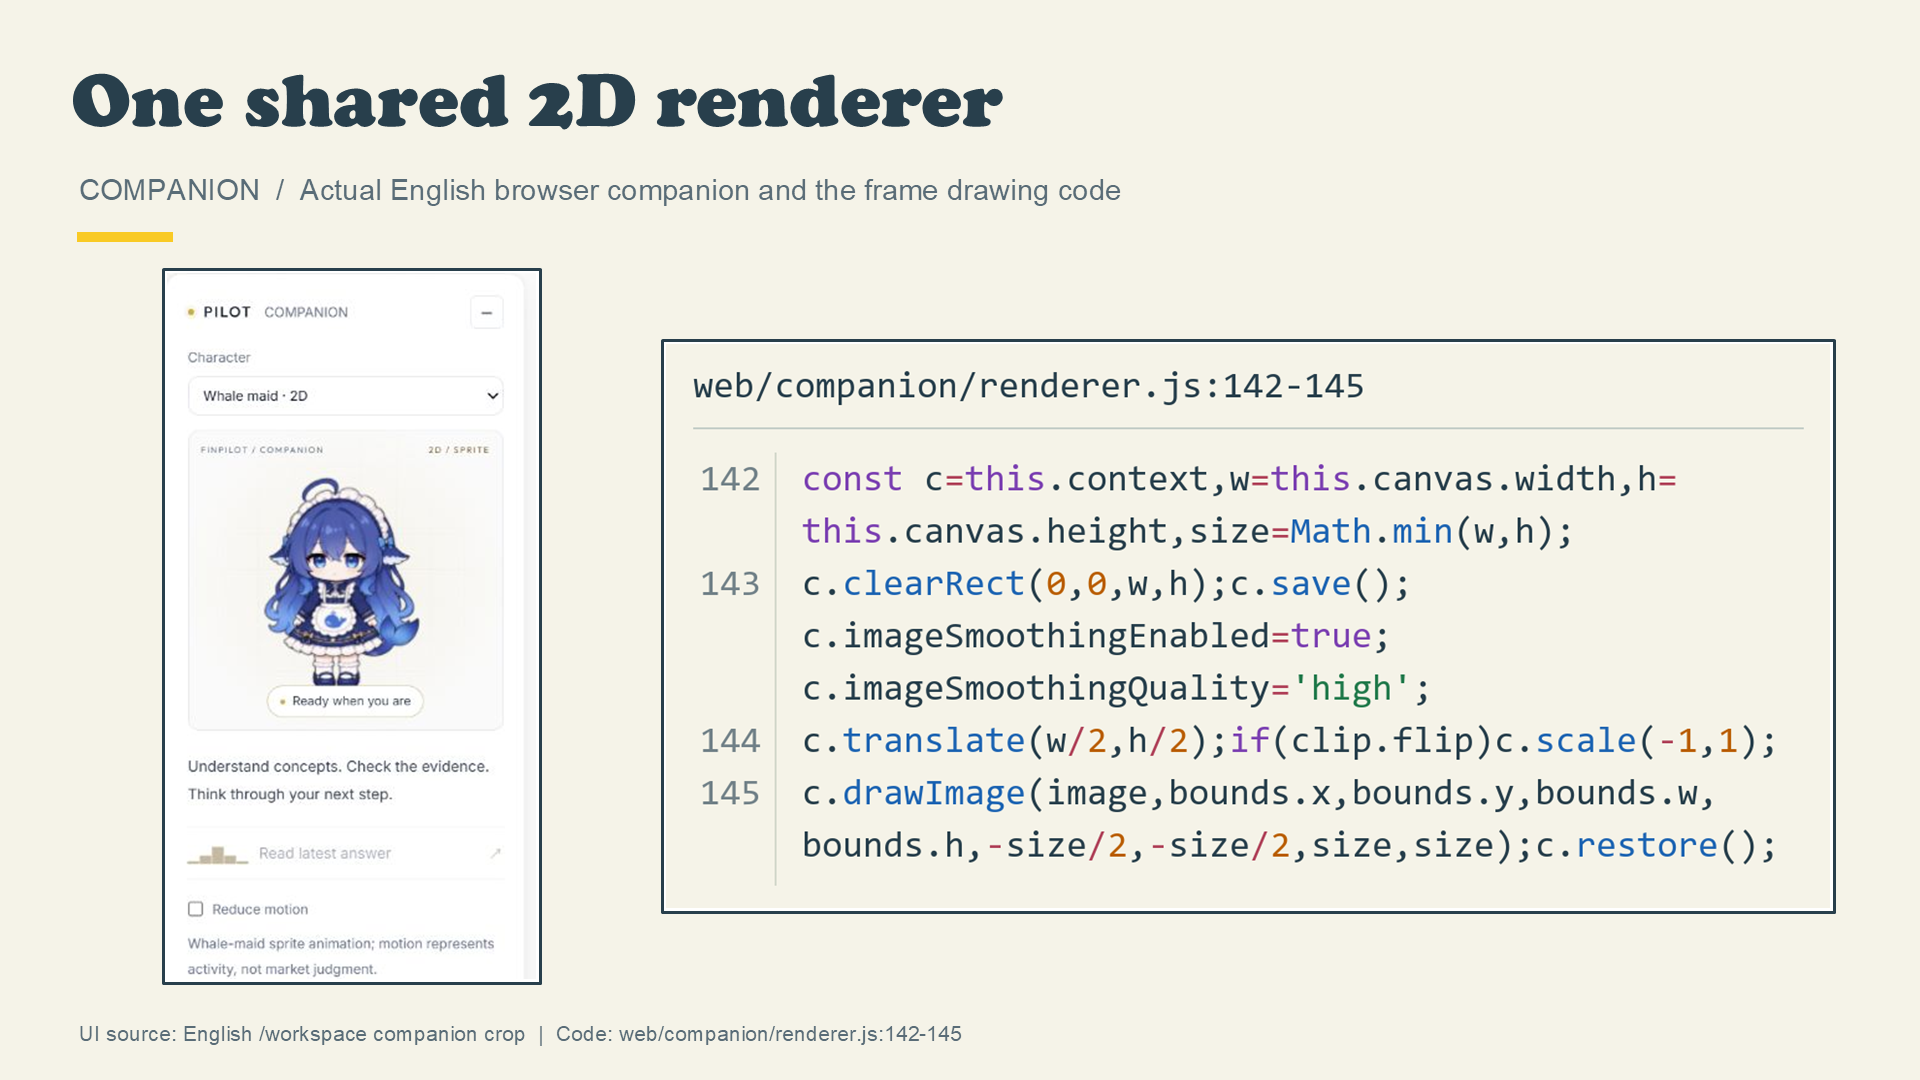 One shared 2D renderer
COMPANION / Actual English browser companion and the frame drawing code
PILOT COMPANION
Character
Whale maid · 2D
FINPILOT / COMPANION 2D / SPRITE
Ready when you are
Understand concepts. Check the evidence.
Think through your next step.
Read latest answer ↗
Reduce motion
Whale-maid sprite animation; motion represents
activity, not market judgment.
web/companion/renderer.js:142-145
142 const c=this.context,w=this.canvas.width,h=
this.canvas.height,size=Math.min(w,h);
143 c.clearRect(0,0,w,h);c.save();
c.imageSmoothingEnabled=true;
c.imageSmoothingQuality='high';
144 c.translate(w/2,h/2);if(clip.flip)c.scale(-1,1);
145 c.drawImage(image,bounds.x,bounds.y,bounds.w,
bounds.h,-size/2,-size/2,size,size);c.restore();
UI source: English /workspace companion crop | Code: web/companion/renderer.js:142-145